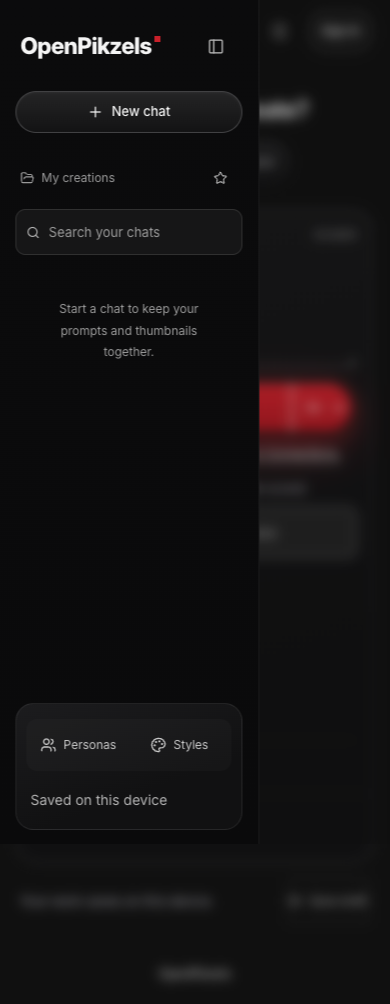 OpenPikzels
New chat
My creations
Search your chats
Start a chat to keep your
prompts and thumbnails
together.
Personas
Styles
Saved on this device